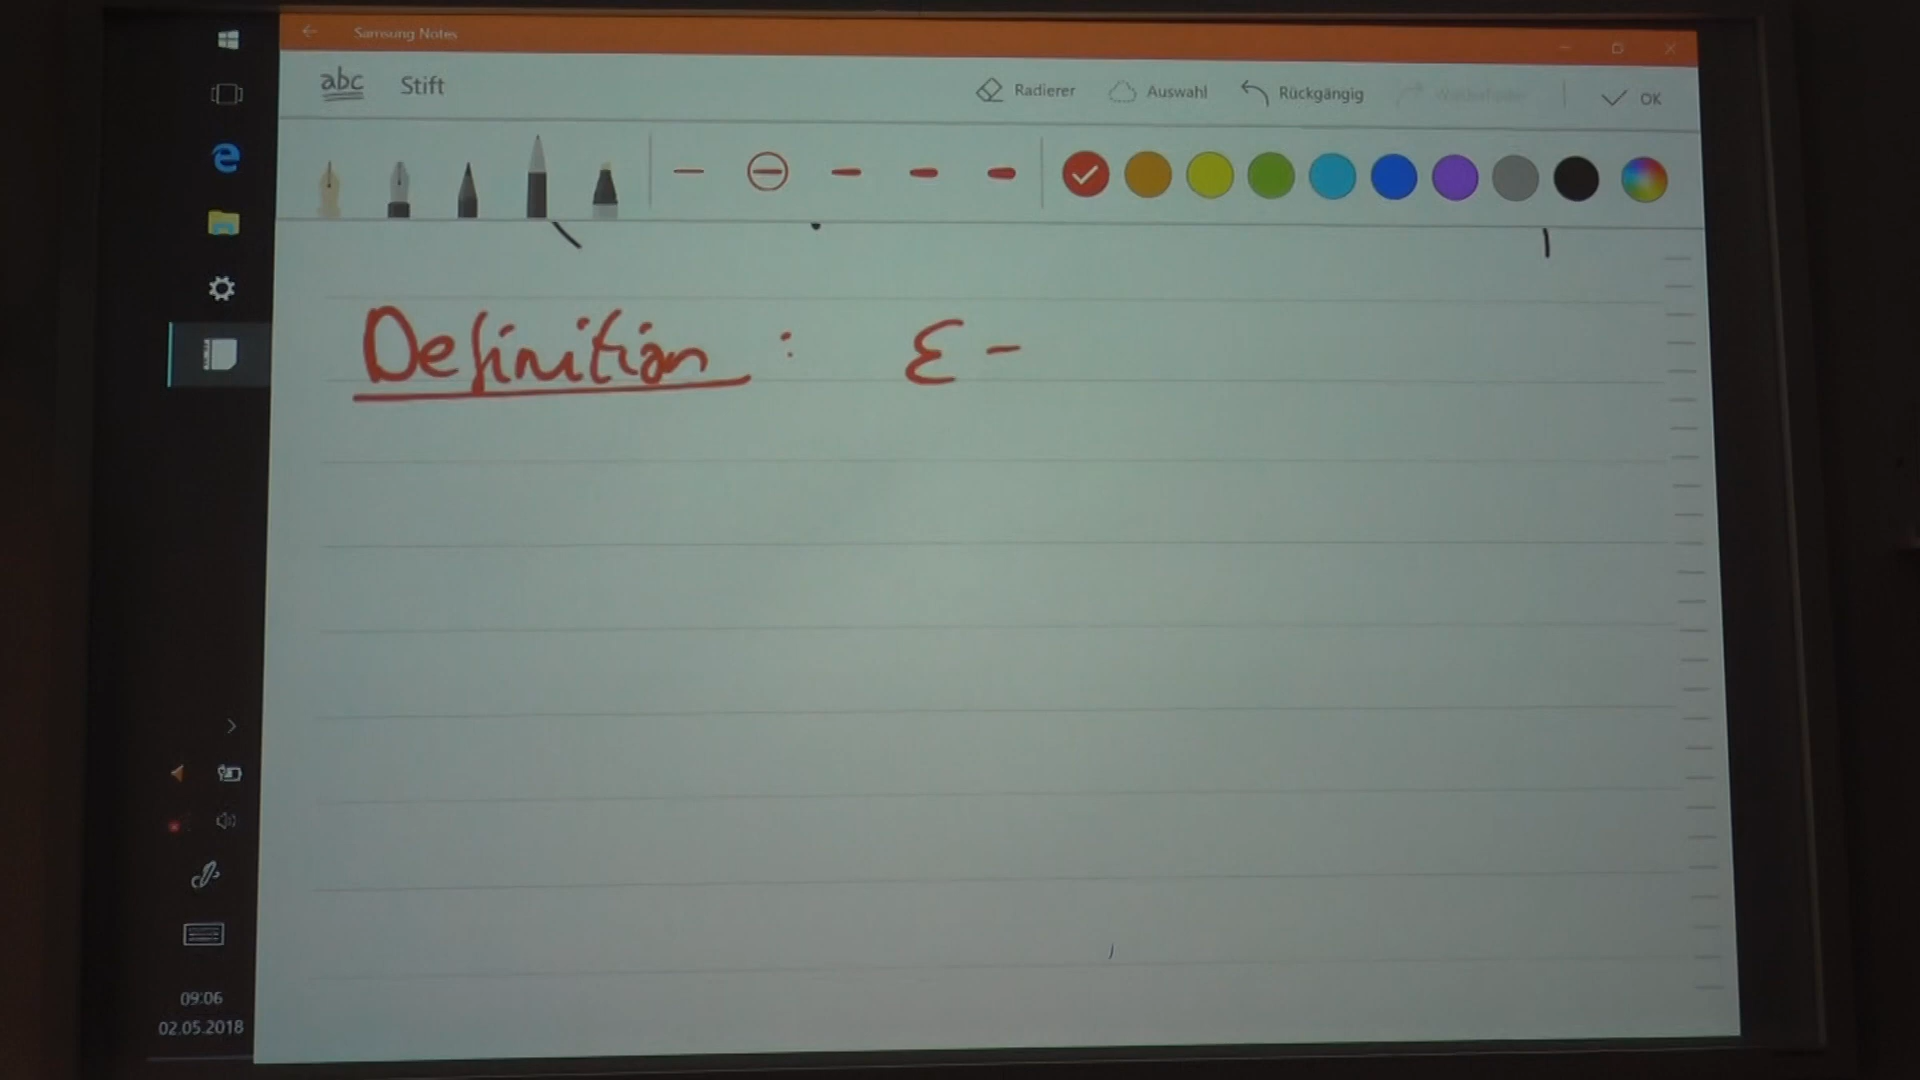 Samsung Notes
abc Stift Radierer Auswahl Rückgängig OK
Definition : ε -
09:06
02.05.2018